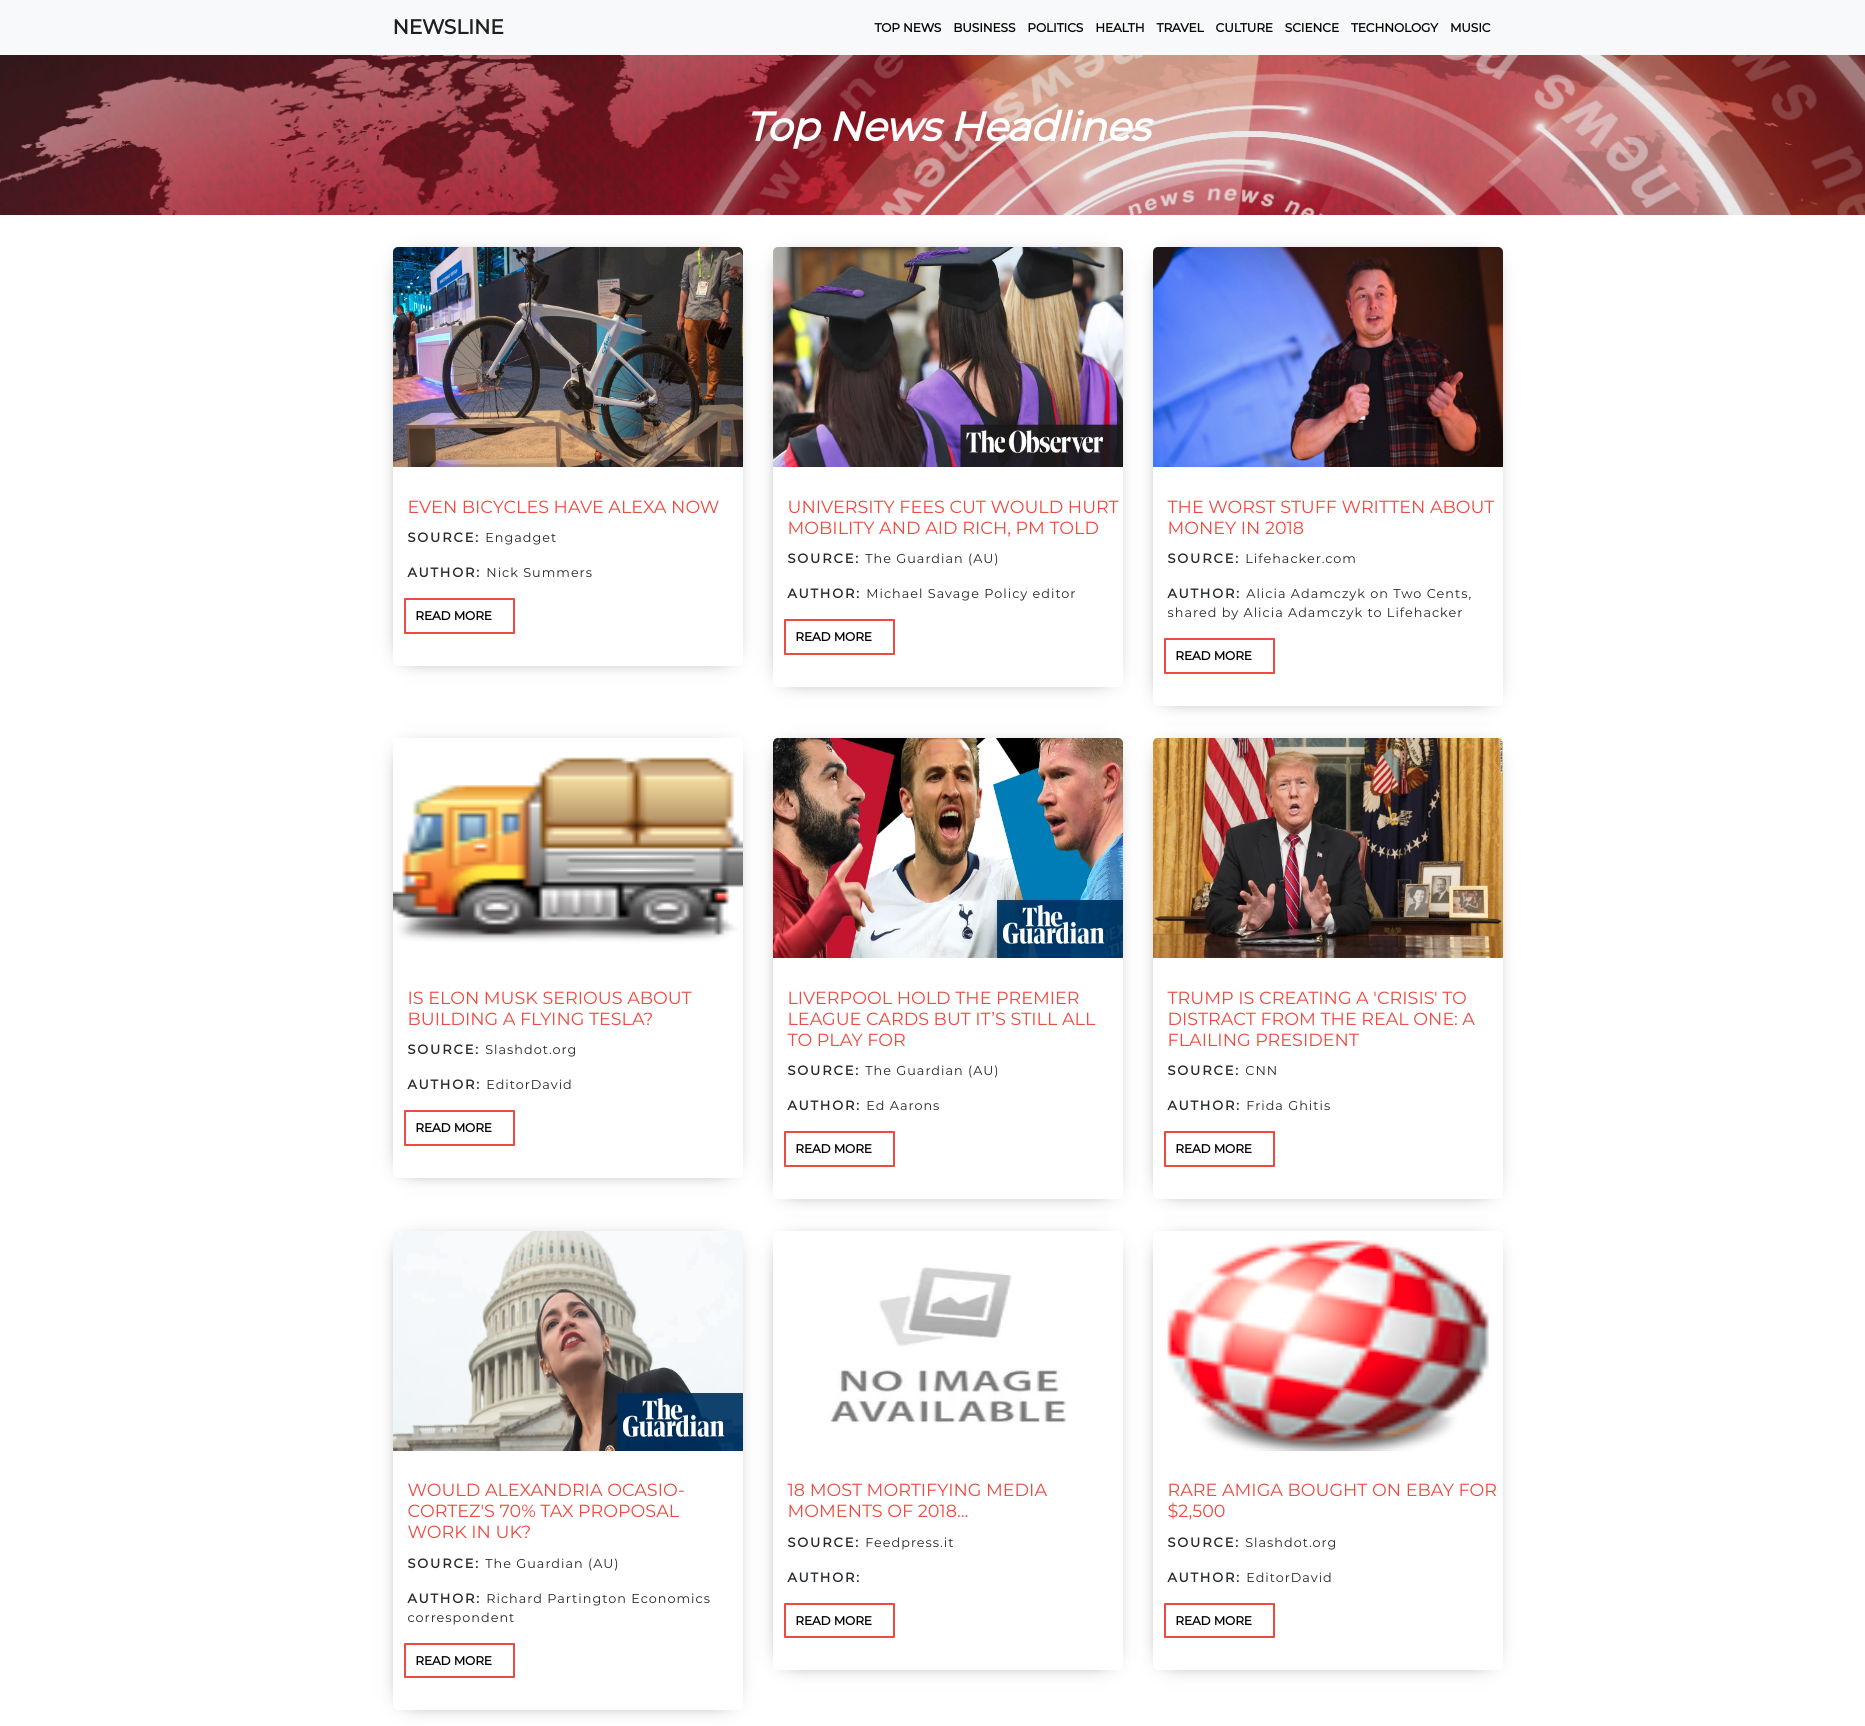 NEWSLINE
TOP NEWS BUSINESS POLITICS HEALTH TRAVEL CULTURE SCIENCE TECHNOLOGY MUSIC
Top News Headlines
news news
The Observer
EVEN BICYCLES HAVE ALEXA NOW
SOURCE: Engadget
AUTHOR: Nick Summers
READ MORE
UNIVERSITY FEES CUT WOULD HURT
MOBILITY AND AID RICH, PM TOLD
SOURCE: The Guardian (AU)
AUTHOR: Michael Savage Policy editor
READ MORE
THE WORST STUFF WRITTEN ABOUT
MONEY IN 2018
SOURCE: Lifehacker.com
AUTHOR: Alicia Adamczyk on Two Cents,
shared by Alicia Adamczyk to Lifehacker
READ MORE
IS ELON MUSK SERIOUS ABOUT
BUILDING A FLYING TESLA?
SOURCE: Slashdot.org
AUTHOR: EditorDavid
READ MORE
The
Guardian
LIVERPOOL HOLD THE PREMIER
LEAGUE CARDS BUT IT’S STILL ALL
TO PLAY FOR
SOURCE: The Guardian (AU)
AUTHOR: Ed Aarons
READ MORE
TRUMP IS CREATING A 'CRISIS' TO
DISTRACT FROM THE REAL ONE: A
FLAILING PRESIDENT
SOURCE: CNN
AUTHOR: Frida Ghitis
READ MORE
The
Guardian
WOULD ALEXANDRIA OCASIO-
CORTEZ'S 70% TAX PROPOSAL
WORK IN UK?
SOURCE: The Guardian (AU)
AUTHOR: Richard Partington Economics
correspondent
READ MORE
NO IMAGE
AVAILABLE
18 MOST MORTIFYING MEDIA
MOMENTS OF 2018...
SOURCE: Feedpress.it
AUTHOR:
READ MORE
RARE AMIGA BOUGHT ON EBAY FOR
$2,500
SOURCE: Slashdot.org
AUTHOR: EditorDavid
READ MORE